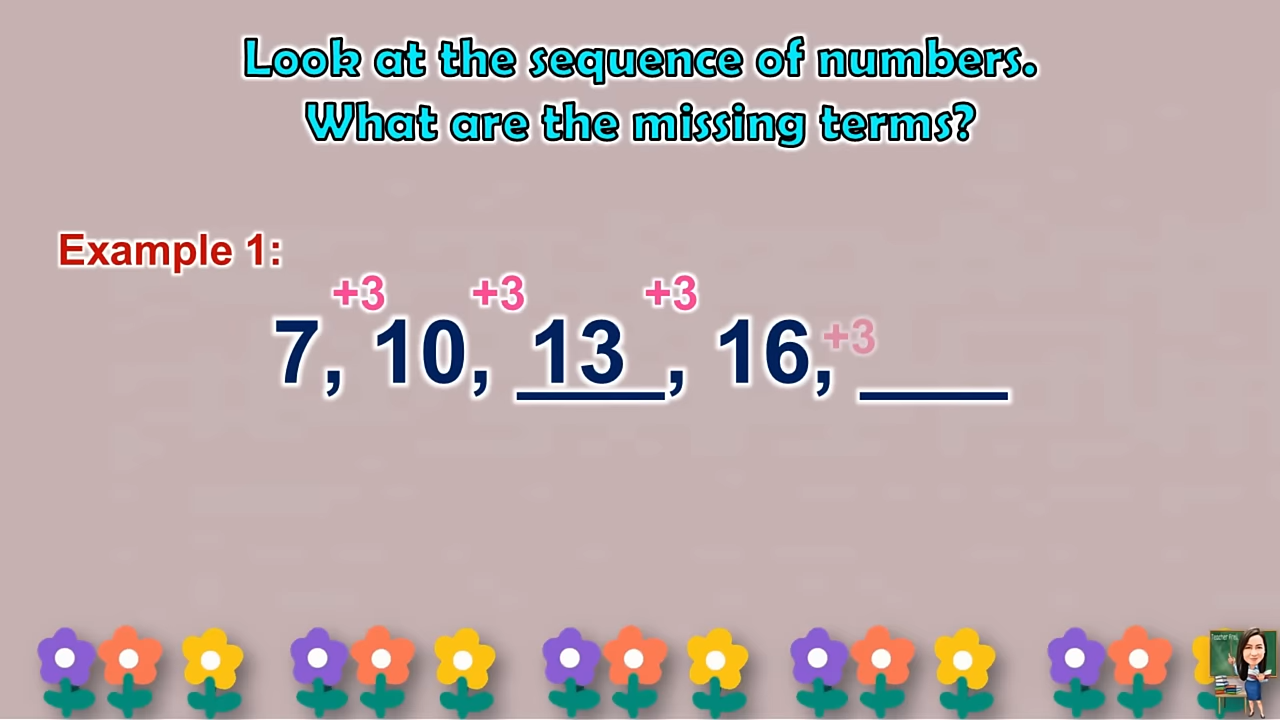 Look at the sequence of numbers.
What are the missing terms?
Example 1:
+3 +3 +3
7, 10, 13, 16, +3 ___